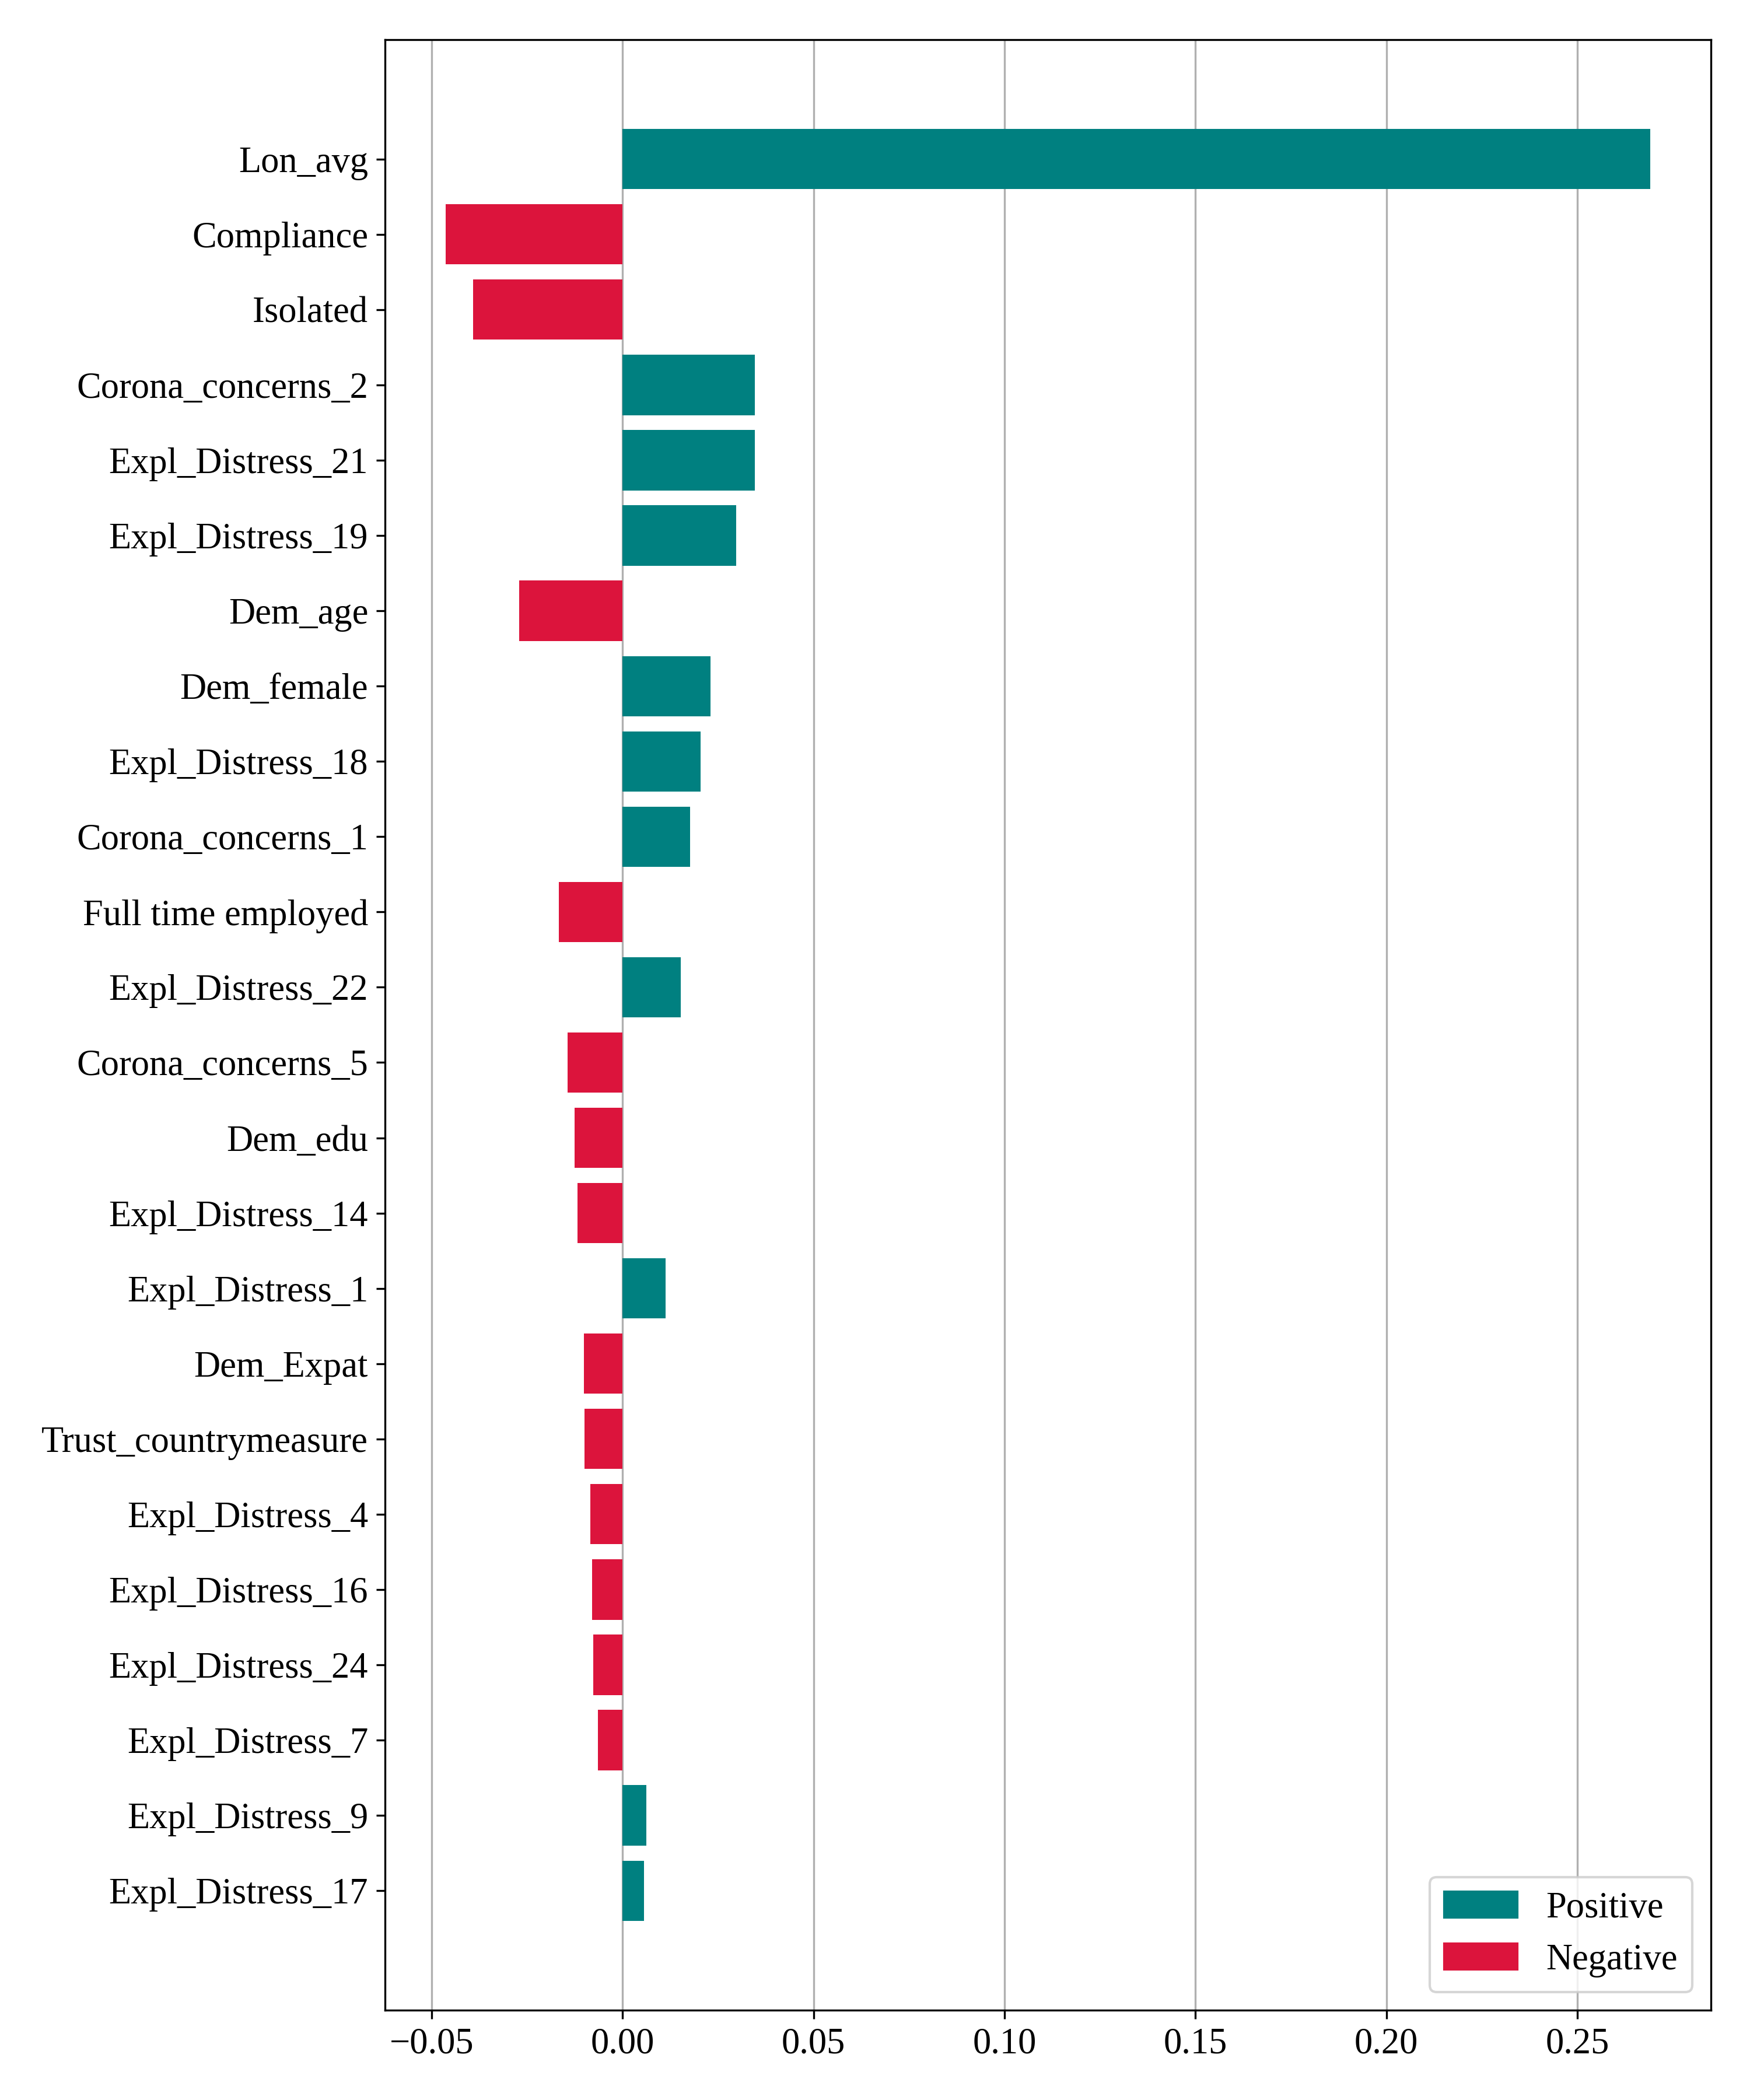 Lon_avg
Compliance
Isolated
Corona_concerns_2
Expl_Distress_21
Expl_Distress_19
Dem_age
Dem_female
Expl_Distress_18
Corona_concerns_1
Full time employed
Expl_Distress_22
Corona_concerns_5
Dem_edu
Expl_Distress_14
Expl_Distress_1
Dem_Expat
Trust_countrymeasure
Expl_Distress_4
Expl_Distress_16
Expl_Distress_24
Expl_Distress_7
Expl_Distress_9
Expl_Distress_17
Positive
Negative
−0.05 0.00 0.05 0.10 0.15 0.20 0.25